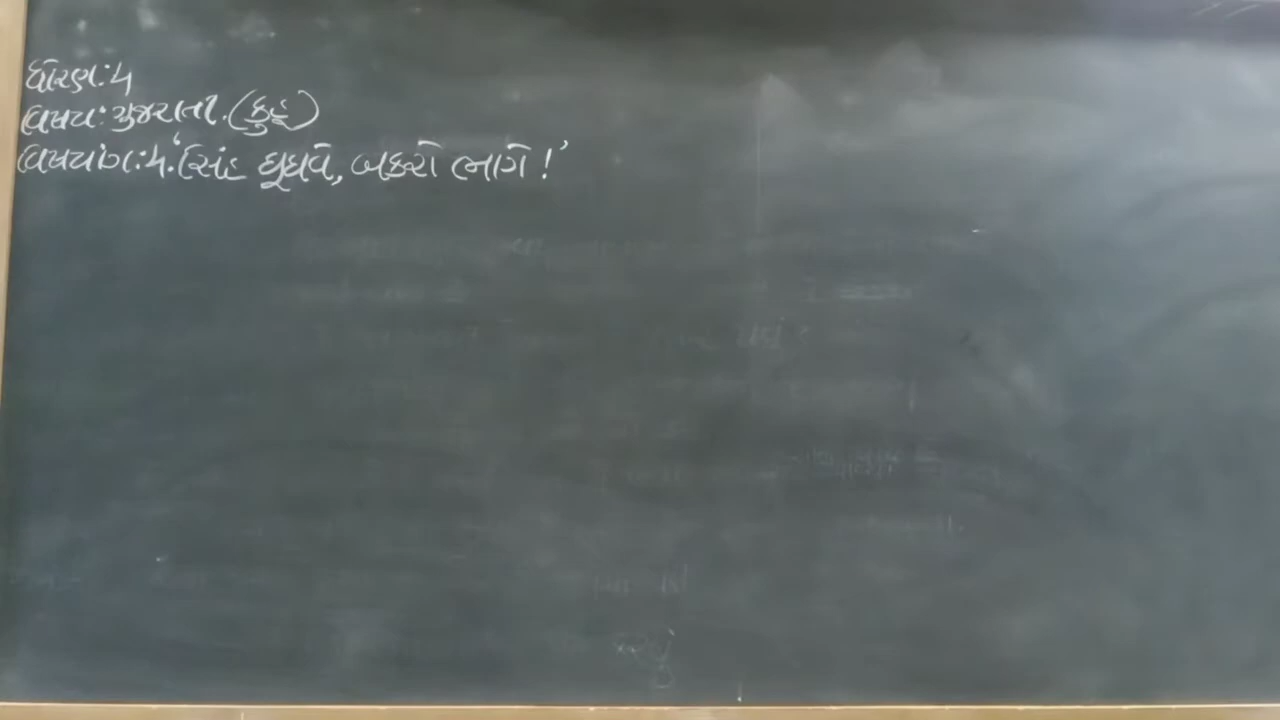 ધોરણ:૫
વિષય:ગુજરાતી.(કુહૂ)
વિષયાંગ:૫.'સિંહ ઘૂઘવે, બકરો ભાગે !'